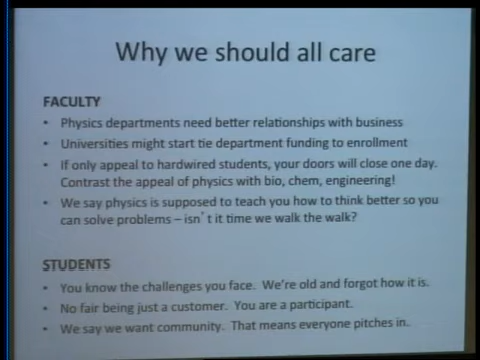 Why we should all care
FACULTY
• Physics departments need better relationships with business
• Universities might start tie department funding to enrollment
• If only appeal to hardwired students, your doors will close one day.
Contrast the appeal of physics with bio, chem, engineering!
• We say physics is supposed to teach you how to think better so you
can solve problems – isn't it time we walk the walk?
STUDENTS
• You know the challenges you face. We're old and forgot how it is.
• No fair being just a customer. You are a participant.
• We say we want community. That means everyone pitches in.